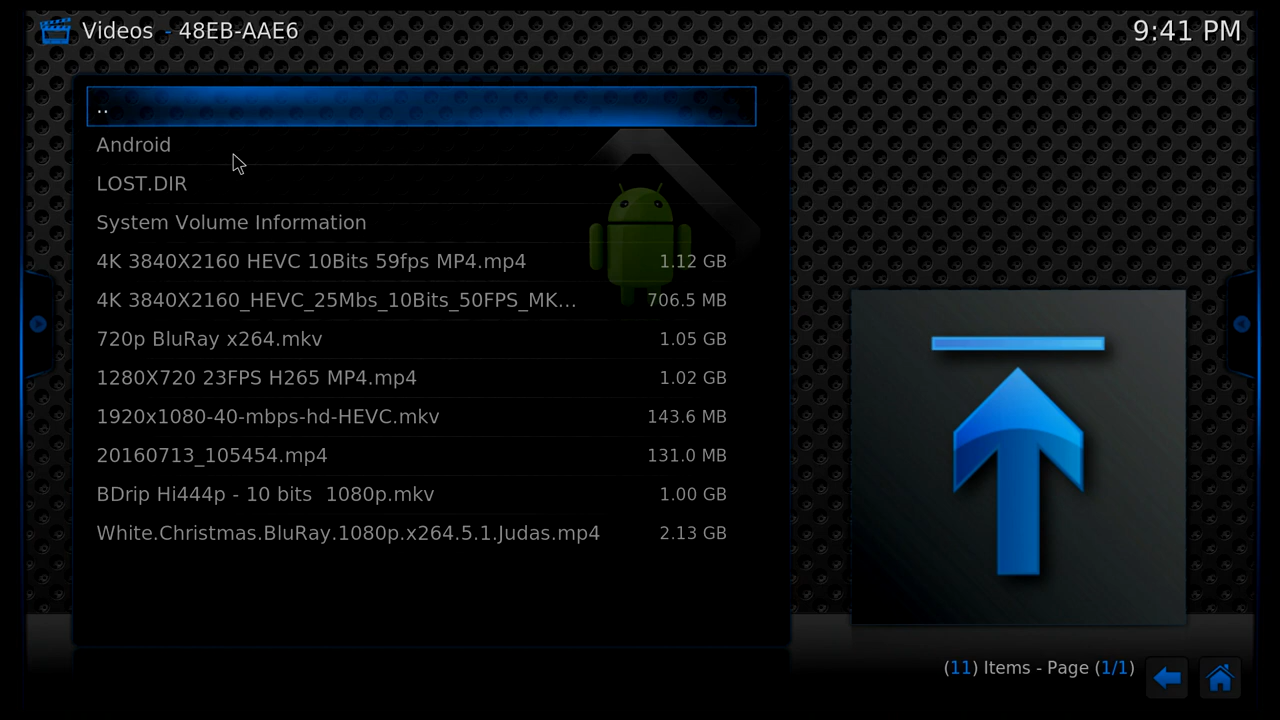 Videos - 48EB-AAE6
9:41 PM
..
Android
LOST.DIR
System Volume Information
4K 3840X2160 HEVC 10Bits 59fps MP4.mp4 1.12 GB
4K 3840X2160_HEVC_25Mbs_10Bits_50FPS_MK... 706.5 MB
720p BluRay x264.mkv 1.05 GB
1280X720 23FPS H265 MP4.mp4 1.02 GB
1920x1080-40-mbps-hd-HEVC.mkv 143.6 MB
20160713_105454.mp4 131.0 MB
BDrip Hi444p - 10 bits  1080p.mkv 1.00 GB
White.Christmas.BluRay.1080p.x264.5.1.Judas.mp4 2.13 GB
(11) Items - Page (1/1)